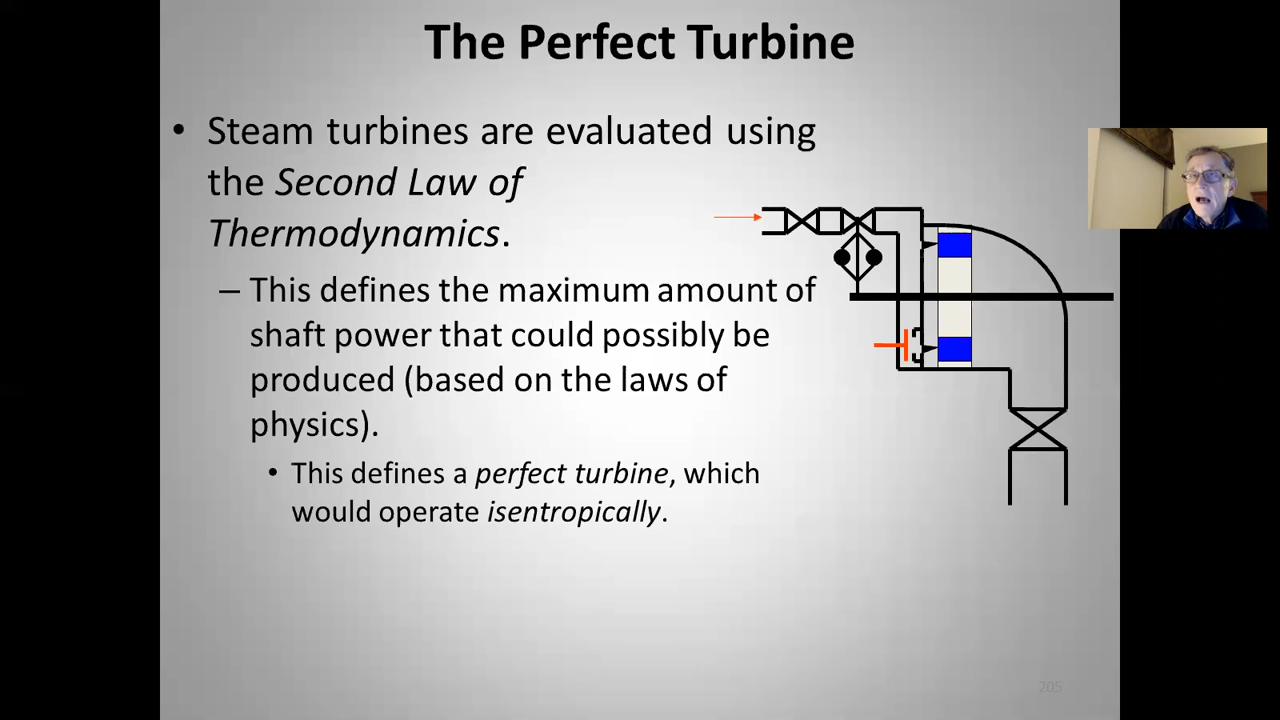 The Perfect Turbine
• Steam turbines are evaluated using
the Second Law of
Thermodynamics.
– This defines the maximum amount of
shaft power that could possibly be
produced (based on the laws of
physics).
• This defines a perfect turbine, which
would operate isentropically.
205